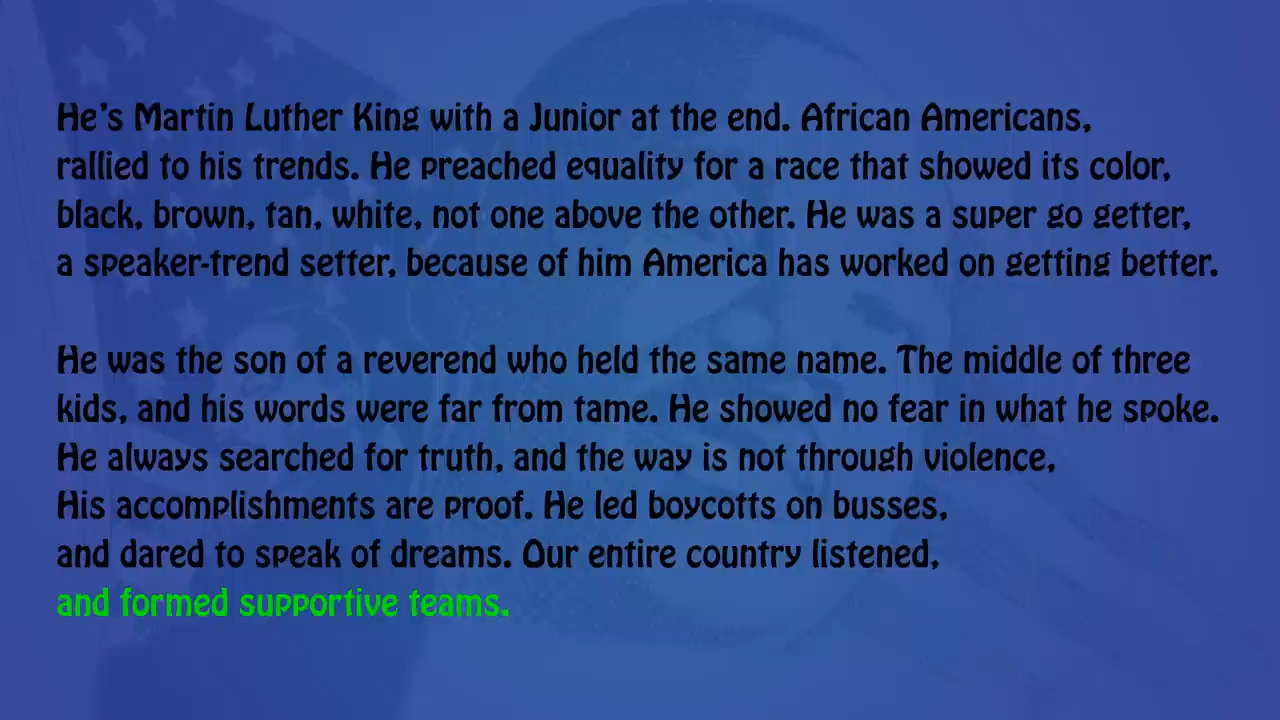 He's Martin Luther King with a Junior at the end. African Americans,
rallied to his trends. He preached equality for a race that showed its color,
black, brown, tan, white, not one above the other. He was a super go getter,
a speaker-trend setter, because of him America has worked on getting better.
He was the son of a reverend who held the same name. The middle of three
kids, and his words were far from tame. He showed no fear in what he spoke.
He always searched for truth, and the way is not through violence,
His accomplishments are proof. He led boycotts on busses,
and dared to speak of dreams. Our entire country listened,
and formed supportive teams.